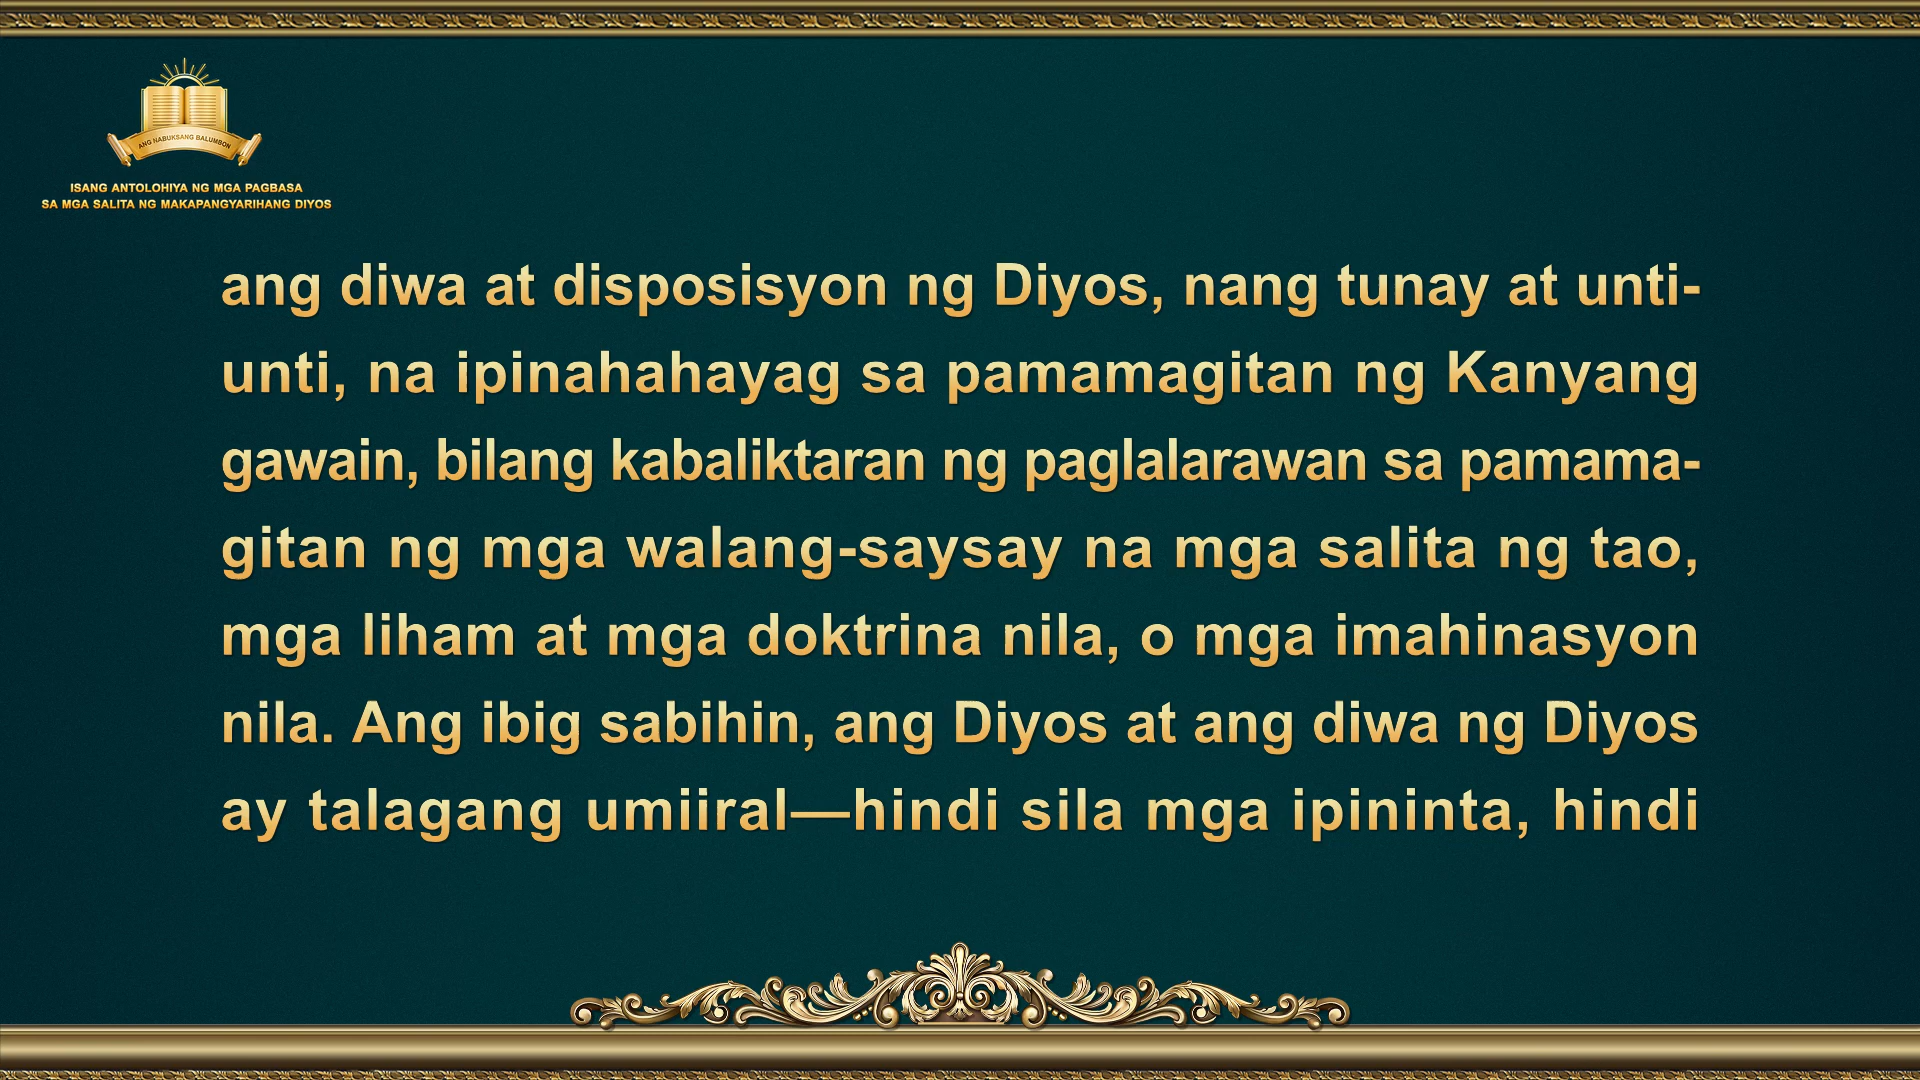 ANG NABUKSANG BALUMBON
ISANG ANTOLOHIYA NG MGA PAGBASA
SA MGA SALITA NG MAKAPANGYARIHANG DIYOS
ang diwa at disposisyon ng Diyos, nang tunay at unti-
unti, na ipinahahayag sa pamamagitan ng Kanyang
gawain, bilang kabaliktaran ng paglalarawan sa pamama-
gitan ng mga walang-saysay na mga salita ng tao,
mga liham at mga doktrina nila, o mga imahinasyon
nila. Ang ibig sabihin, ang Diyos at ang diwa ng Diyos
ay talagang umiiral—hindi sila mga ipininta, hindi